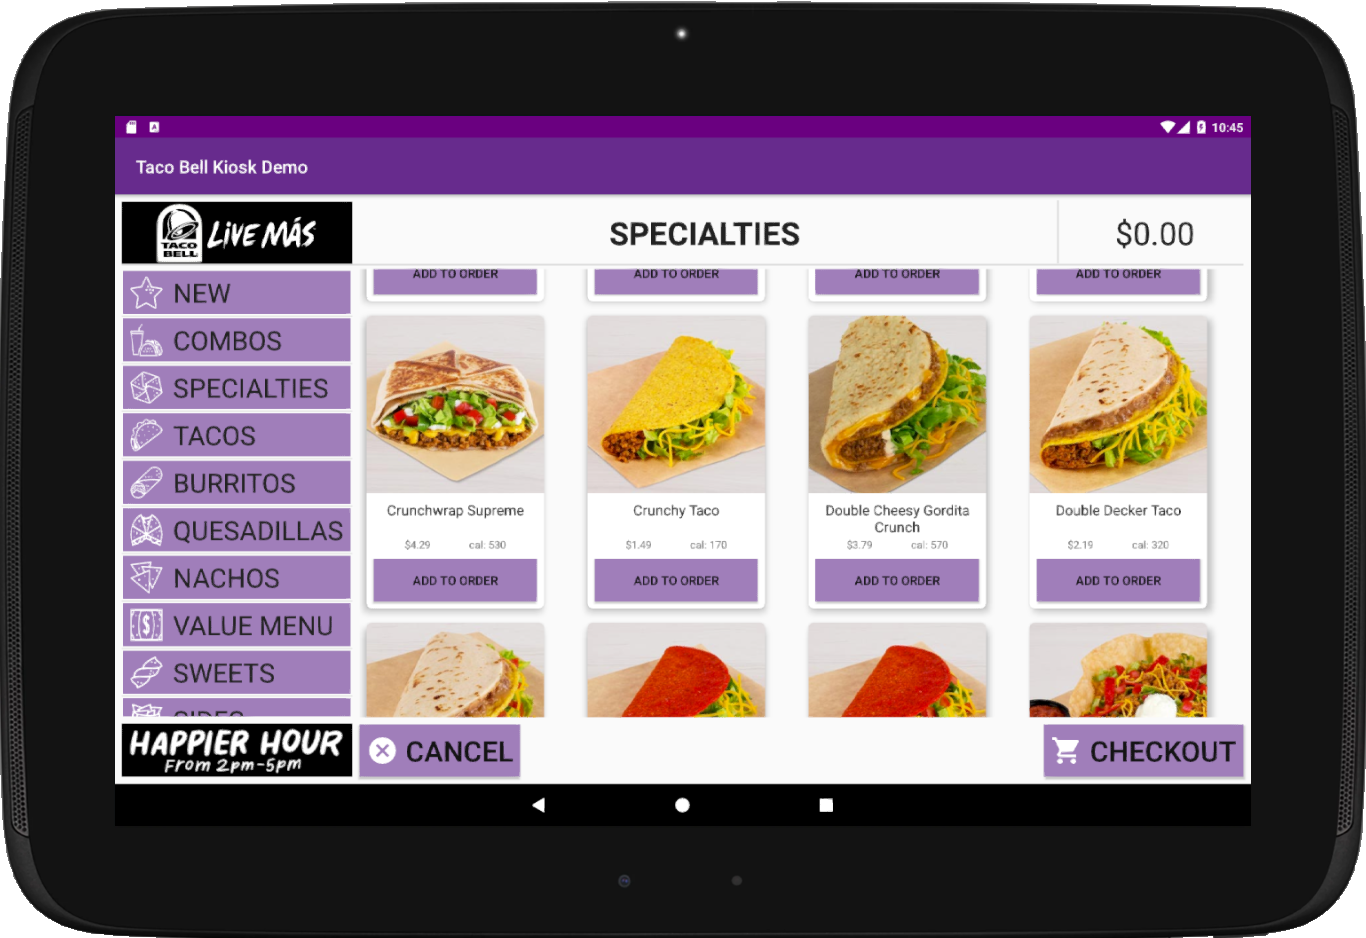 10:45
Taco Bell Kiosk Demo
TACO
BELL
LiVE MÁS
SPECIALTIES
$0.00
NEW
COMBOS
SPECIALTIES
TACOS
BURRITOS
QUESADILLAS
NACHOS
VALUE MENU
SWEETS
SIDES
ADD TO ORDER
ADD TO ORDER
ADD TO ORDER
ADD TO ORDER
Crunchwrap Supreme
$4.29 cal: 530
ADD TO ORDER
Crunchy Taco
$1.49 cal: 170
ADD TO ORDER
Double Cheesy Gordita
Crunch
$3.79 cal: 570
ADD TO ORDER
Double Decker Taco
$2.19 cal: 320
ADD TO ORDER
HAPPIER HOUR
From 2pm-5pm
CANCEL
CHECKOUT